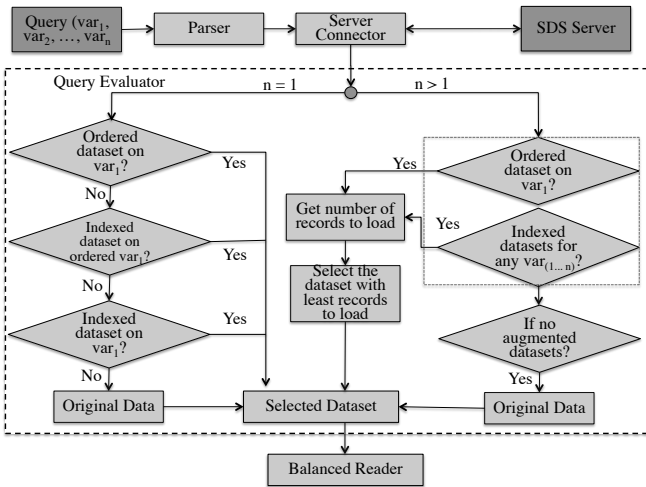 Query (var1,
var2, …, varn
Parser
Server
Connector
SDS Server
Query Evaluator
n = 1
n > 1
Ordered
dataset on
var1?
Yes
No
Indexed
dataset on
ordered var1?
Yes
No
Indexed
dataset on
var1?
Yes
No
Original Data
Ordered
dataset on
var1?
Yes
Get number of
records to load
Indexed
datasets for
any var(1... n)?
Yes
Select the
dataset with
least records
to load
If no
augmented
datasets?
Yes
Original Data
Selected Dataset
Balanced Reader